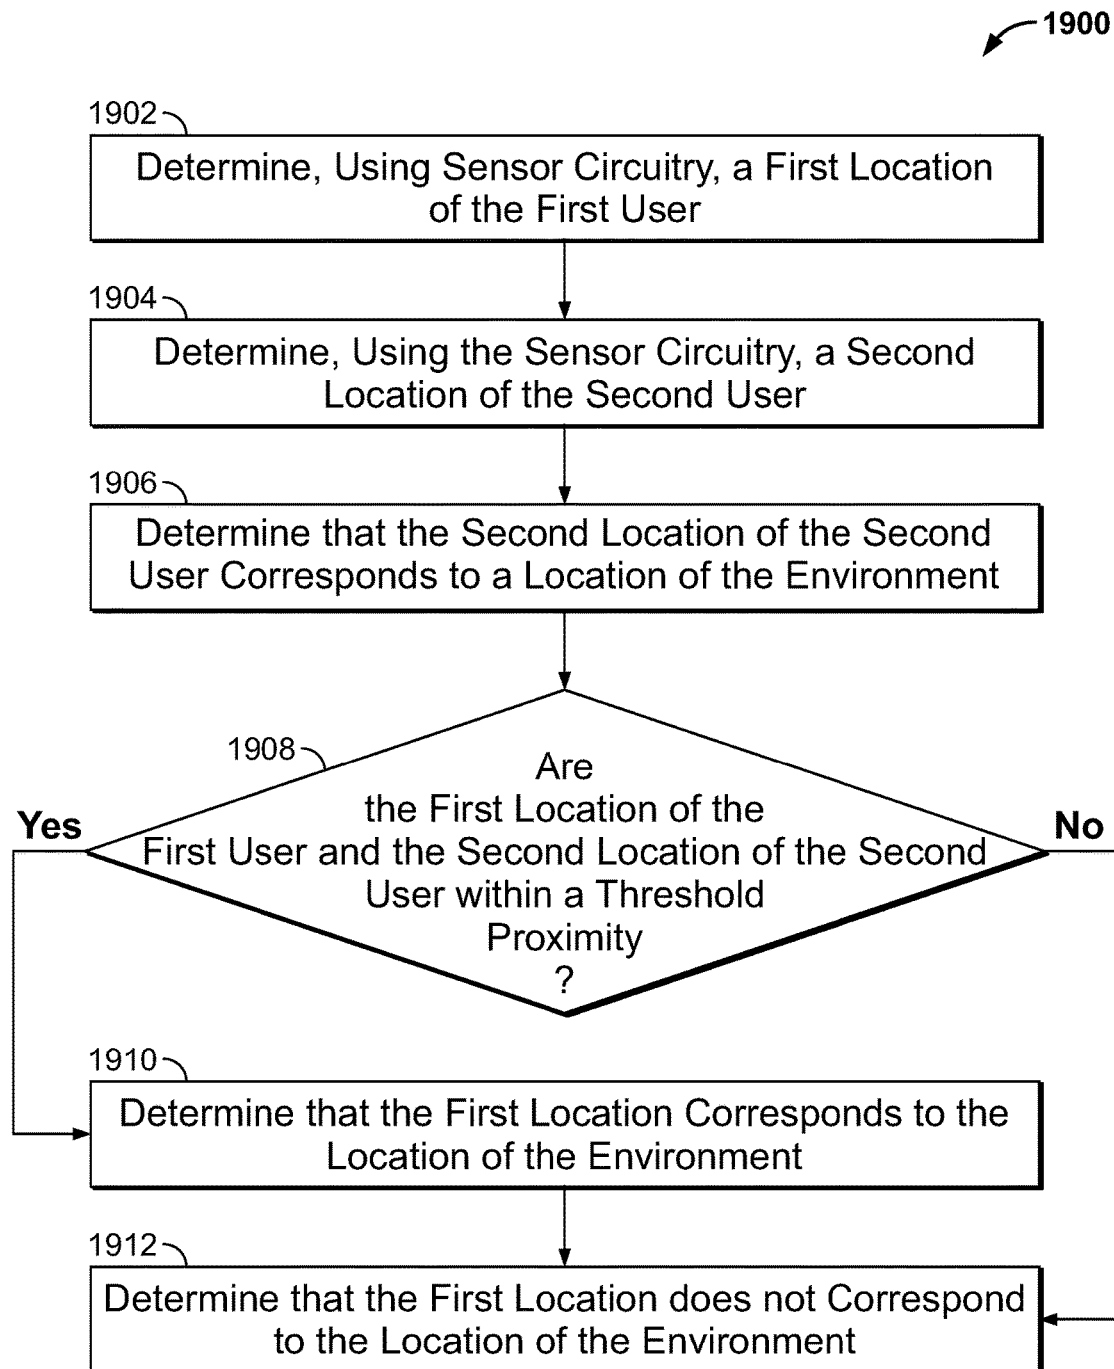 1900
1902
Determine, Using Sensor Circuitry, a First Location
of the First User
1904
Determine, Using the Sensor Circuitry, a Second
Location of the Second User
1906
Determine that the Second Location of the Second
User Corresponds to a Location of the Environment
1908
Are
the First Location of the
First User and the Second Location of the Second
User within a Threshold
Proximity
?
Yes
No
1910
Determine that the First Location Corresponds to the
Location of the Environment
1912
Determine that the First Location does not Correspond
to the Location of the Environment